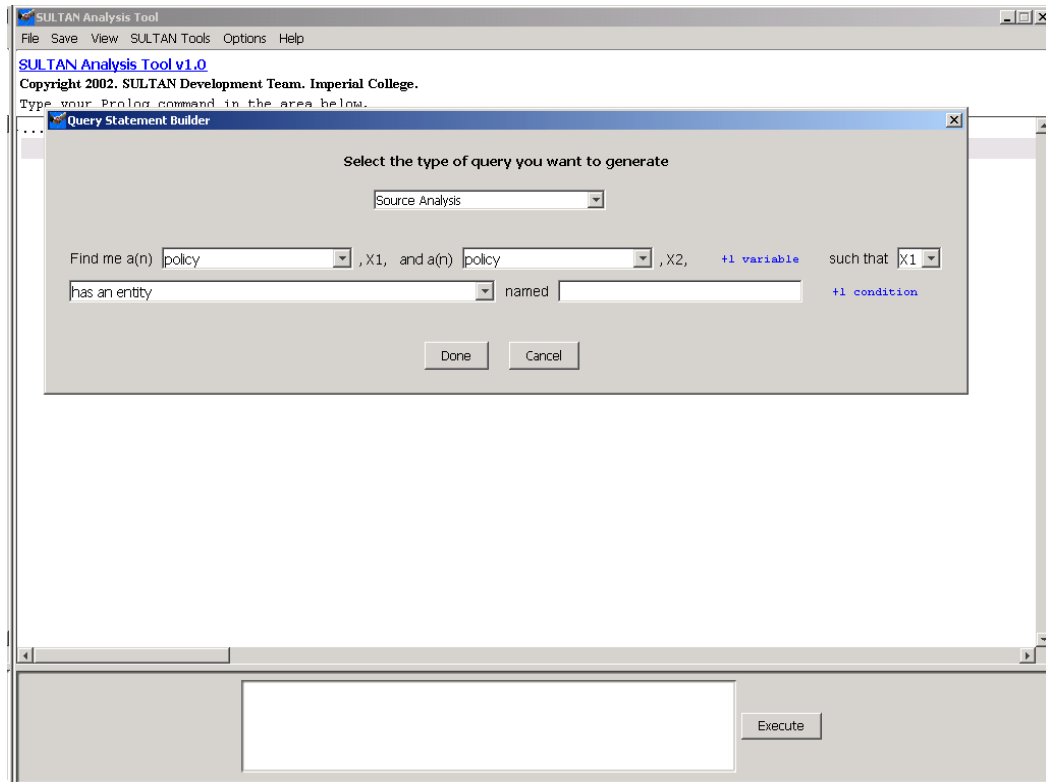 SULTAN Analysis Tool
File Save View SULTAN Tools Options Help
SULTAN Analysis Tool v1.0
Copyright 2002. SULTAN Development Team. Imperial College.
Type your Prolog command in the area below.
...
Query Statement Builder
Select the type of query you want to generate
Source Analysis
Find me a(n) policy , X1, and a(n) policy , X2, +1 variable such that X1
has an entity named +1 condition
Done Cancel
Execute